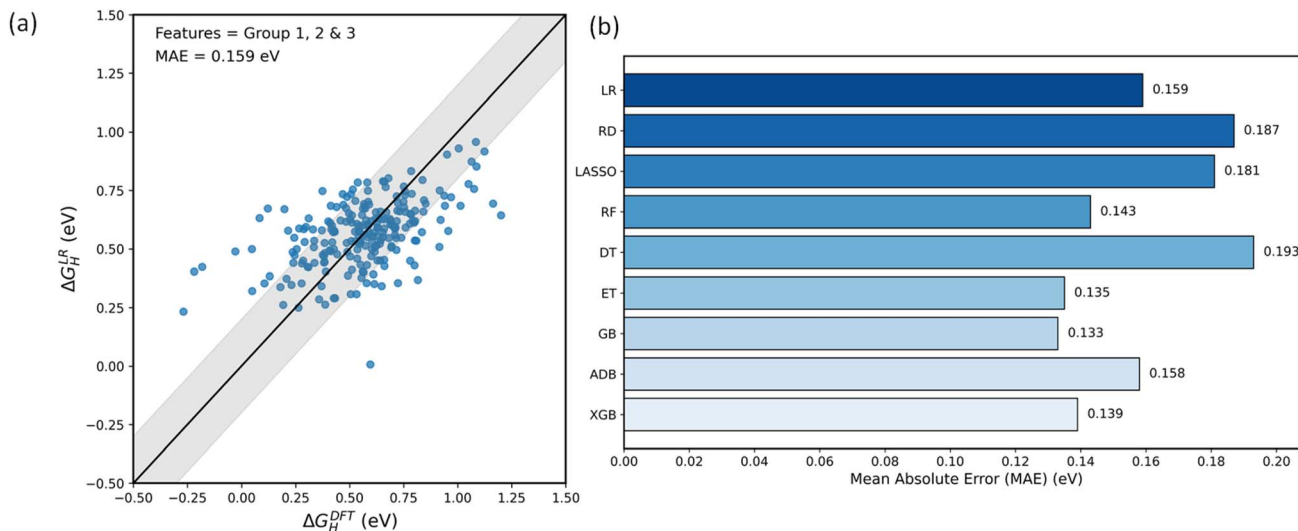 (a)
Features = Group 1, 2 & 3
MAE = 0.159 eV
1.50
1.25
1.00
0.75
0.50
0.25
0.00
−0.25
−0.50
ΔG_H^{LR} (eV)
−0.50 −0.25 0.00 0.25 0.50 0.75 1.00 1.25 1.50
ΔG_H^{DFT} (eV)
(b)
LR 0.159
RD 0.187
LASSO 0.181
RF 0.143
DT 0.193
ET 0.135
GB 0.133
ADB 0.158
XGB 0.139
0.00 0.02 0.04 0.06 0.08 0.10 0.12 0.14 0.16 0.18 0.20
Mean Absolute Error (MAE) (eV)